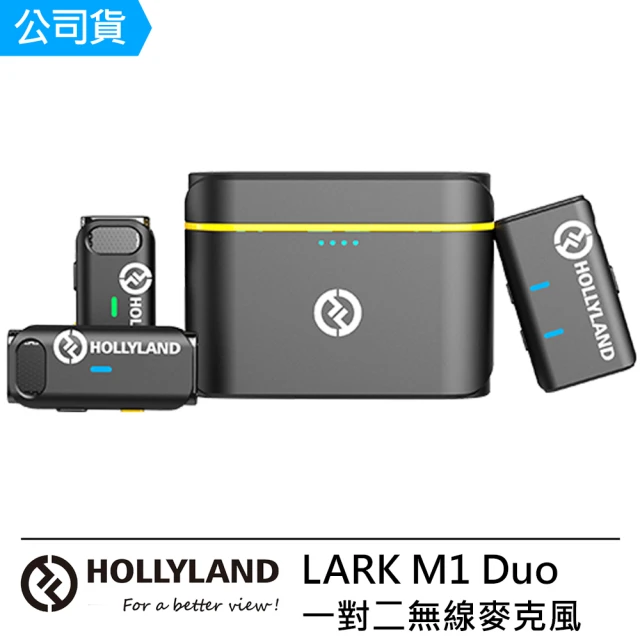 公司貨
HOLLYLAND
HOLLYLAND
HOLLYLAND
HOLLYLAND
For a better view!
LARK M1 Duo
一對二無線麥克風